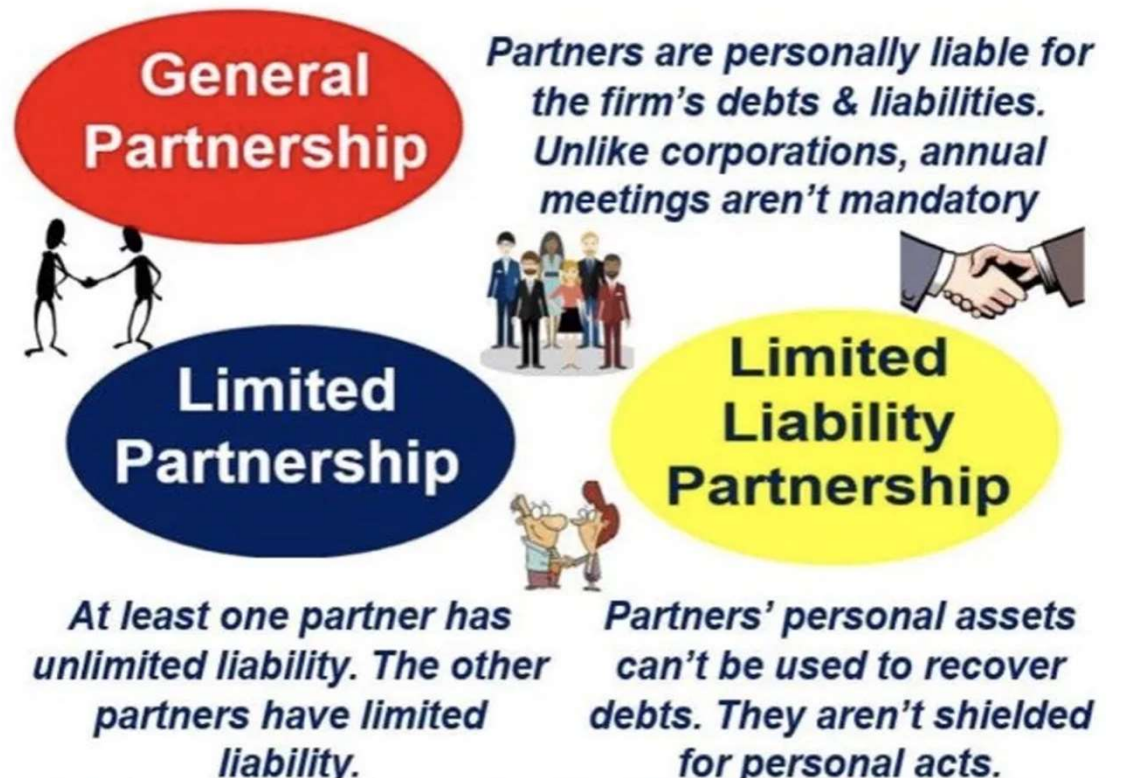 General
Partnership
Partners are personally liable for
the firm's debts & liabilities.
Unlike corporations, annual
meetings aren't mandatory
Limited
Partnership
Limited
Liability
Partnership
At least one partner has
unlimited liability. The other
partners have limited
liability.
Partners' personal assets
can't be used to recover
debts. They aren't shielded
for personal acts.